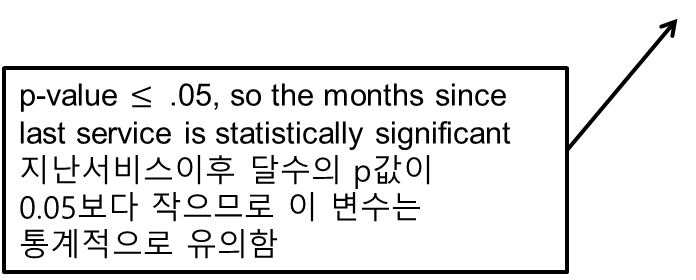 p-value ≤ .05, so the months since
last service is statistically significant
지난서비스이후 달수의 p값이
0.05보다 작으므로 이 변수는
통계적으로 유의함